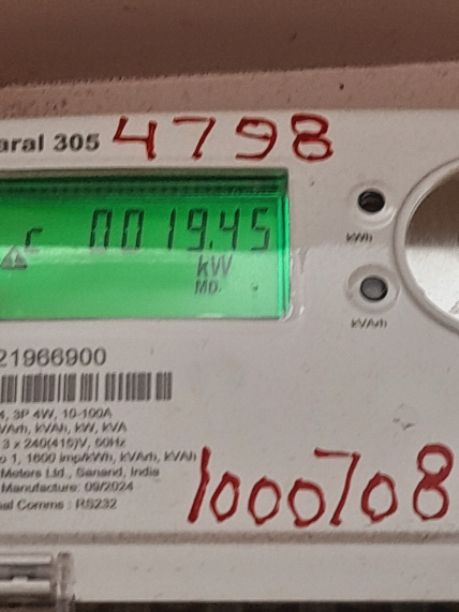 aral 305 4798
c 0019.45
kW
MD.
kWh
kVArh
21966900
, 3P 4W, 10-100A
VArh, kVAh, kW, kVA
3 x 240(415)V, 50Hz
1, 1600 imp/kWh, kVArh, kVAh
Meters Ltd., Sanand, India
Manufacture: 09/2024
al Comms : RS232
1000708